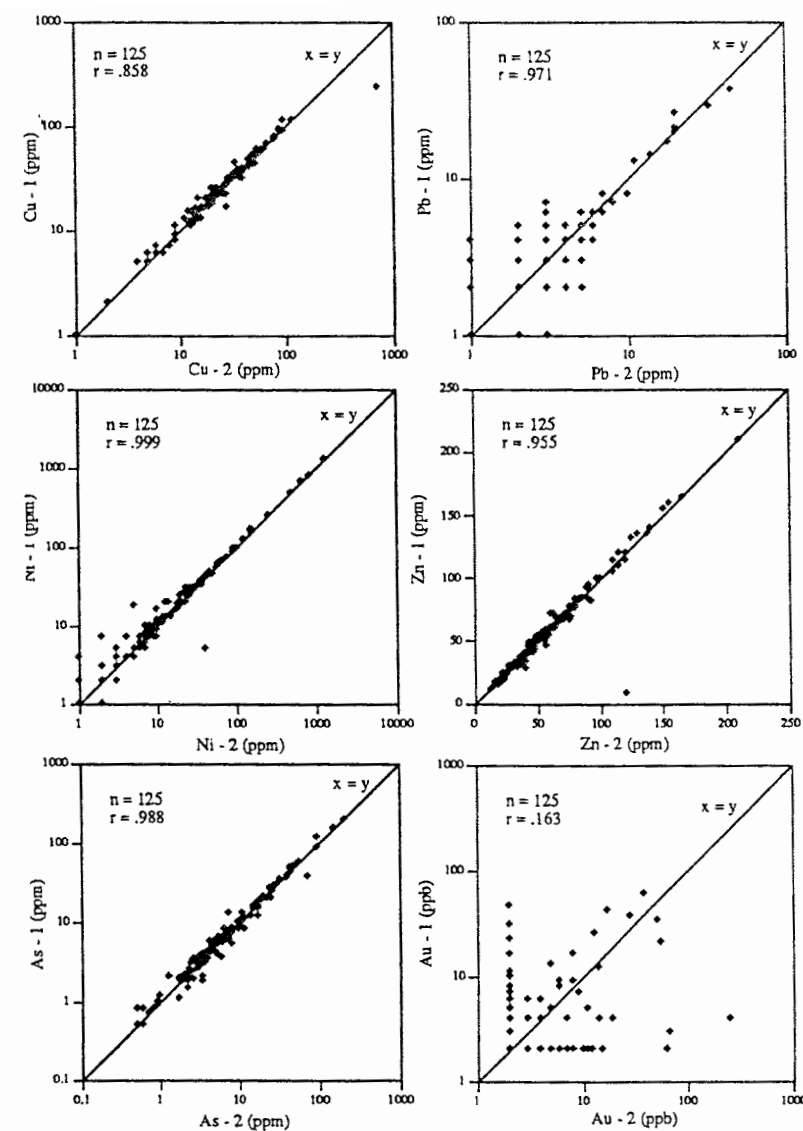 1000
n = 125
r = .858
x = y
100
Cu - 1 (ppm)
10
1
1
10
100
1000
Cu - 2 (ppm)
100
n = 125
r = .971
x = y
Pb - 1 (ppm)
10
1
1
10
100
Pb - 2 (ppm)
10000
n = 125
r = .999
x = y
1000
Ni - 1 (ppm)
100
10
1
1
10
100
1000
10000
Ni - 2 (ppm)
250
n = 125
r = .955
x = y
200
150
Zn - 1 (ppm)
100
50
0
0
50
100
150
200
250
Zn - 2 (ppm)
1000
n = 125
r = .988
x = y
100
As - 1 (ppm)
10
1
0.1
0.1
1
10
100
1000
As - 2 (ppm)
1000
n = 125
r = .163
x = y
100
Au - 1 (ppb)
10
1
1
10
100
1000
Au - 2 (ppb)